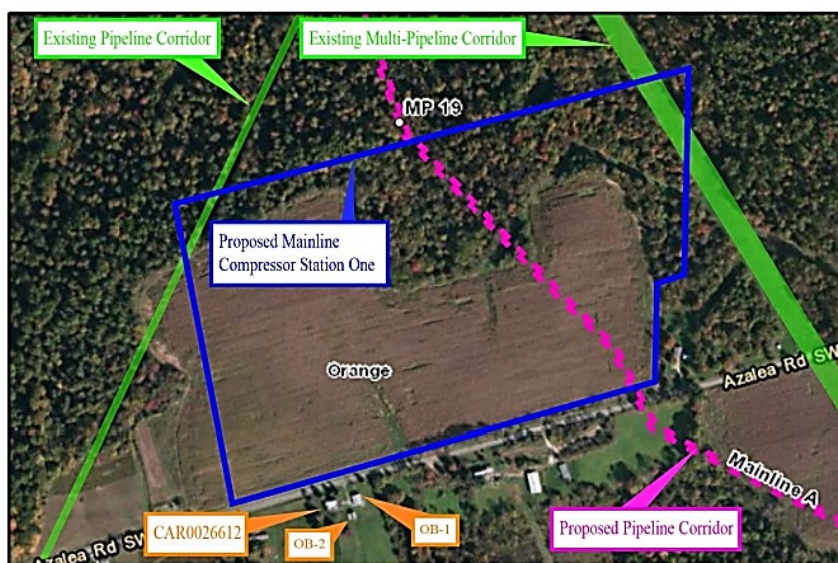 Existing Pipeline Corridor
Existing Multi-Pipeline Corridor
MP 19
Proposed Mainline
Compressor Station One
Orange
Azalea Rd SW
Mainline A
CAR0026612
OB-2
OB-1
Proposed Pipeline Corridor
Azalea Rd SW